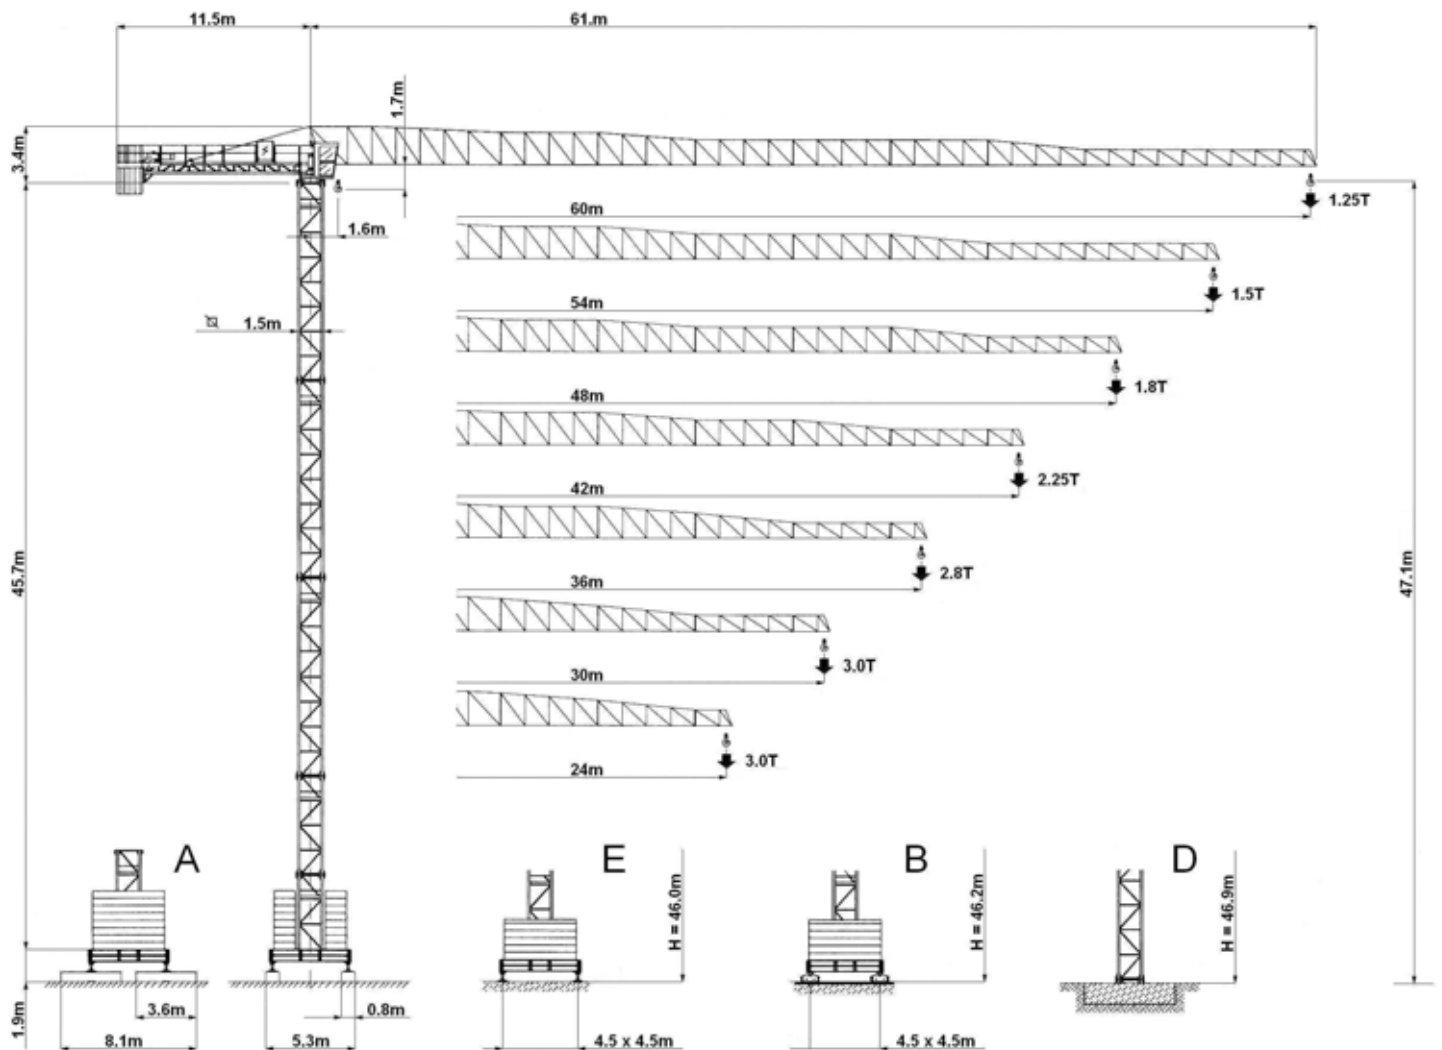 11.5m
61.m
1.7m
3.4m
1.25T
60m
1.6m
1.5T
54m
1.5m
1.8T
48m
2.25T
42m
2.8T
36m
45.7m
47.1m
3.0T
30m
3.0T
24m
A
E
B
D
H = 46.0m
H = 46.2m
H = 46.9m
1.9m
3.6m
0.8m
8.1m
5.3m
4.5 x 4.5m
4.5 x 4.5m